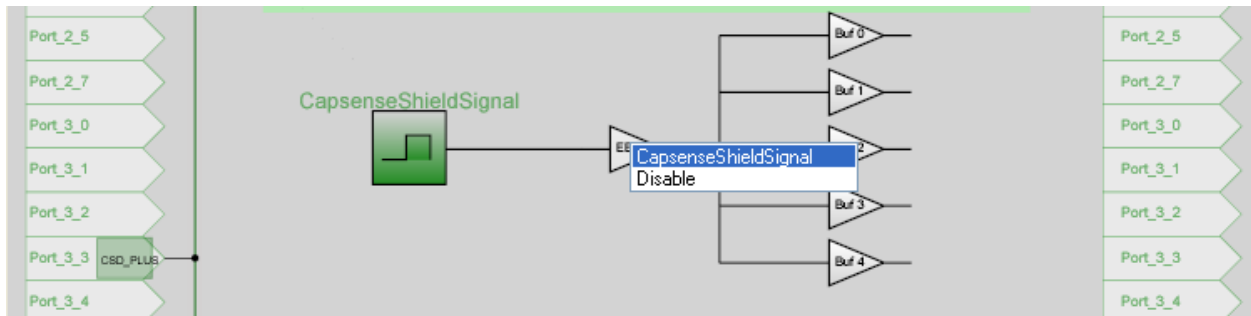 Port_2_5
Port_2_7
Port_3_0
Port_3_1
Port_3_2
Port_3_3 CSD_PLUS
Port_3_4
CapsenseShieldSignal
CapsenseShieldSignal
Disable
Buf 0
Buf 1
2
Buf 3
Buf 4
Port_2_5
Port_2_7
Port_3_0
Port_3_1
Port_3_2
Port_3_3
Port_3_4